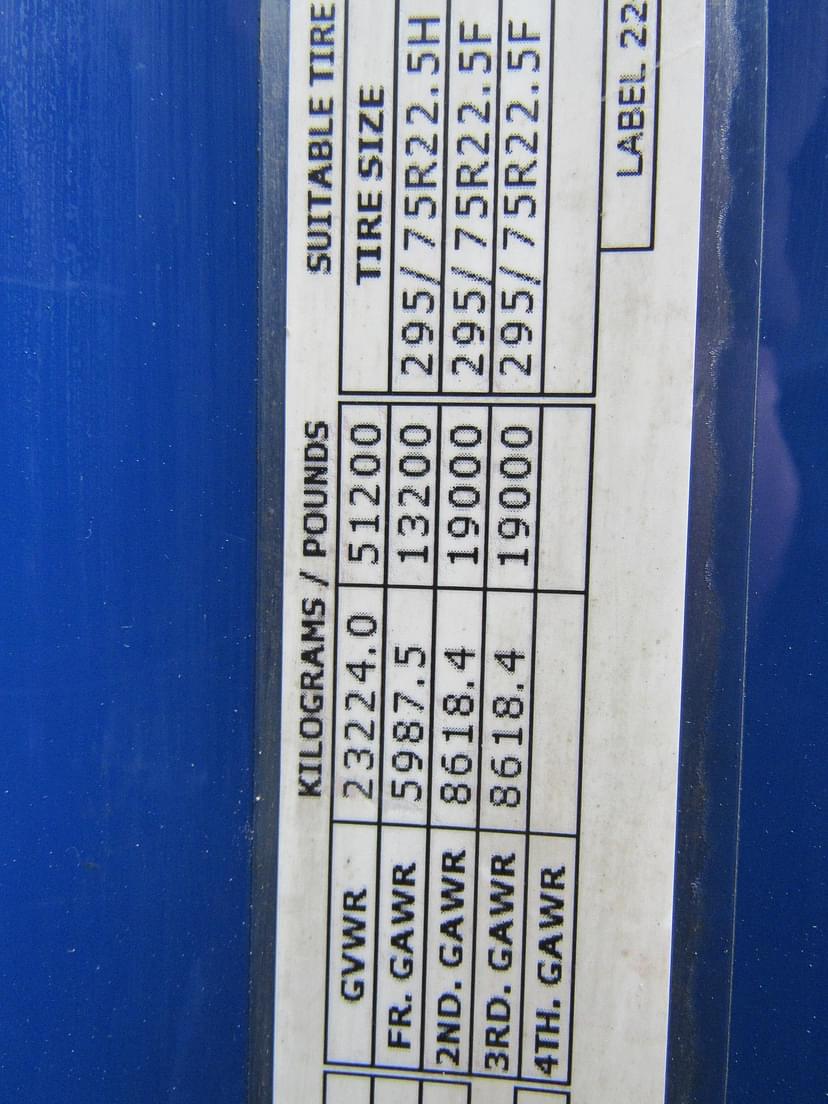 KILOGRAMS / POUNDS SUITABLE TIRE
GVWR 23224.0 51200 TIRE SIZE
FR. GAWR 5987.5 13200 295/75R22.5H
2ND. GAWR 8618.4 19000 295/75R22.5F
3RD. GAWR 8618.4 19000 295/75R22.5F
4TH. GAWR
LABEL 22